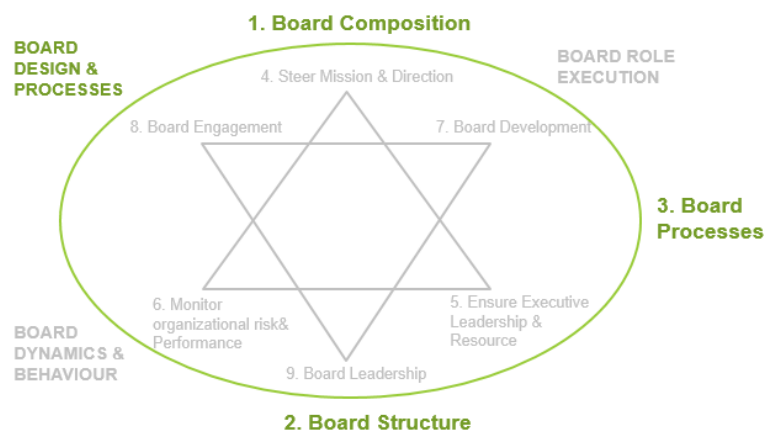 1. Board Composition
BOARD
DESIGN &
PROCESSES
BOARD ROLE
EXECUTION
4. Steer Mission & Direction
8. Board Engagement
7. Board Development
3. Board
Processes
6. Monitor
organizational risk&
Performance
5. Ensure Executive
Leadership &
Resource
BOARD
DYNAMICS &
BEHAVIOUR
9. Board Leadership
2. Board Structure